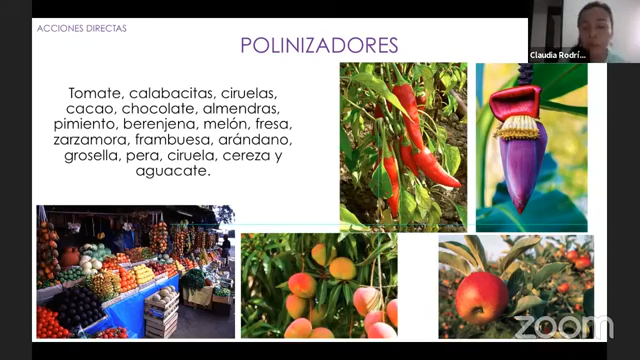 ACCIONES DIRECTAS
POLINIZADORES
Claudia Rodrí...
Tomate, calabacitas, ciruelas,
cacao, chocolate, almendras,
pimiento, berenjena, melón, fresa,
zarzamora, frambuesa, arándano,
grosella, pera, ciruela, cereza y
aguacate.
zoom